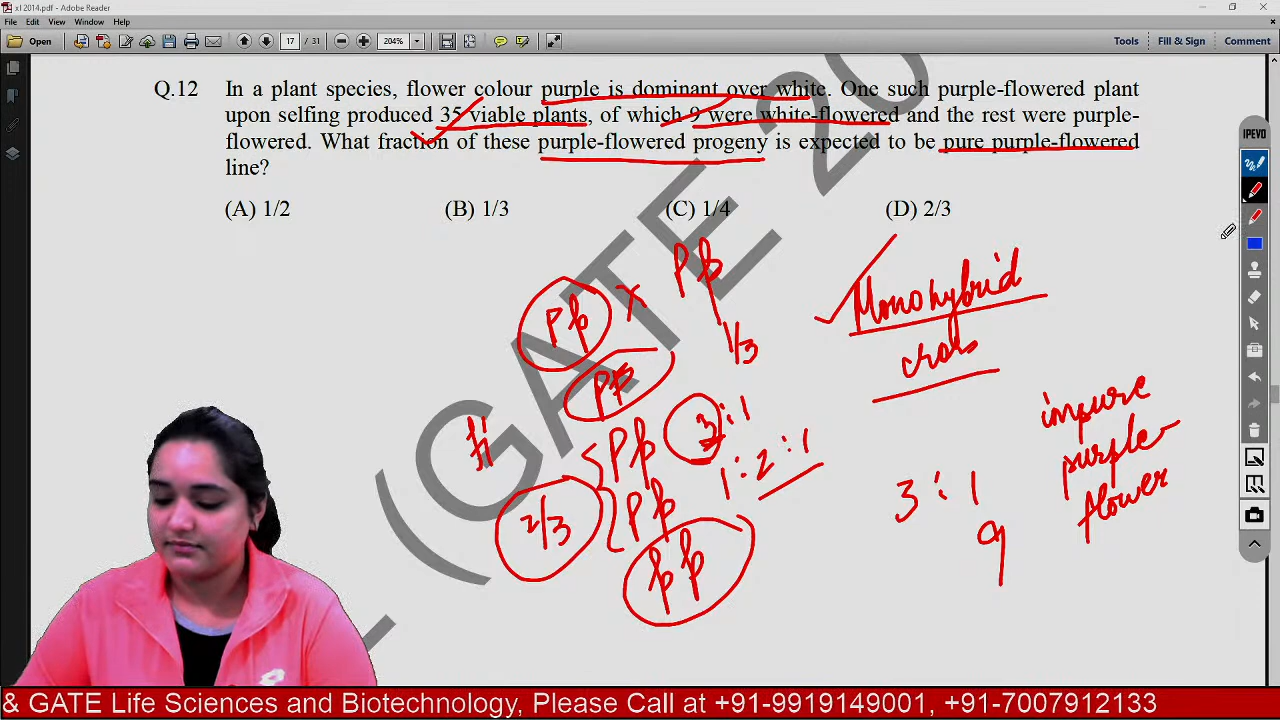 xl 2014.pdf - Adobe Reader
File Edit View Window Help
Open 17 / 31 204% Tools Fill & Sign Comment
Q.12 In a plant species, flower colour purple is dominant over white. One such purple-flowered plant
upon selfing produced 35 viable plants, of which 9 were white-flowered and the rest were purple-
flowered. What fraction of these purple-flowered progeny is expected to be pure purple-flowered
line?
(A) 1/2 (B) 1/3 (C) 1/4 (D) 2/3
(GATE 20
IPEVO
Pp x Pp
1/3
Monohybrid
cross
PP
F1
Pp 3:1
1:2:1
2/3 Pp
pp
3:1
9
impure
purple
flower
& GATE Life Sciences and Biotechnology, Please Call at +91-9919149001, +91-7007912133